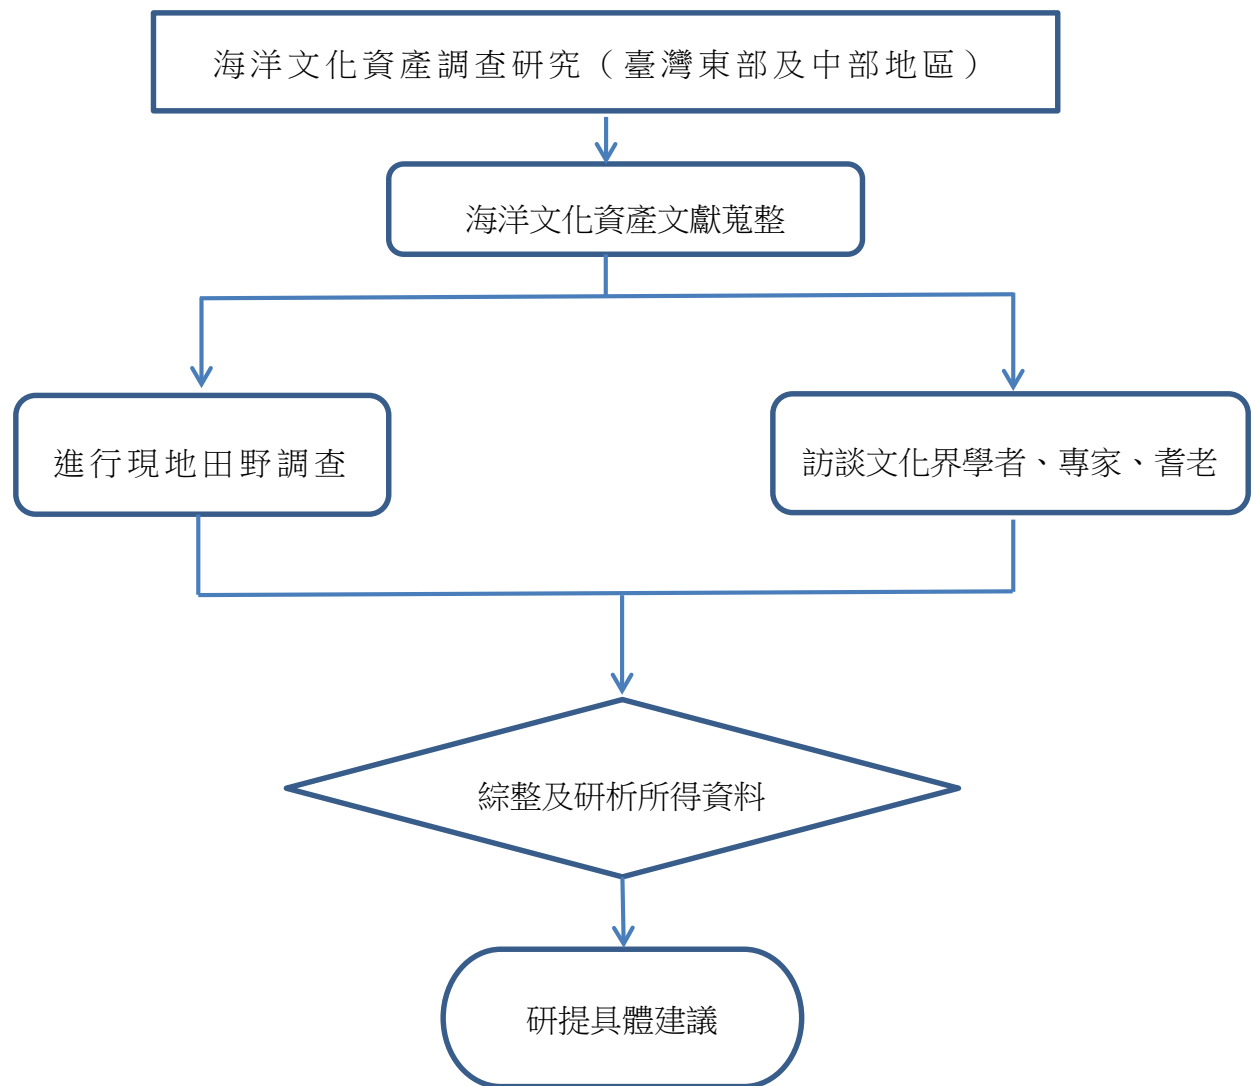 海洋文化資產調查研究（臺灣東部及中部地區）
海洋文化資產文獻蒐整
進行現地田野調查
訪談文化界學者、專家、耆老
綜整及研析所得資料
研提具體建議